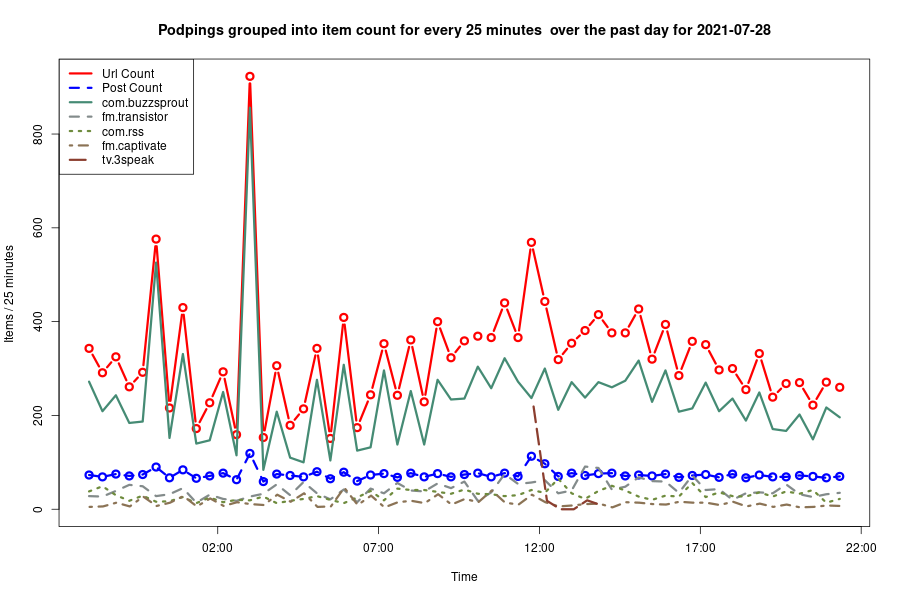 Podpings grouped into item count for every 25 minutes  over the past day for 2021-07-28
Url Count
Post Count
com.buzzsprout
fm.transistor
com.rss
fm.captivate
tv.3speak
Items / 25 minutes
800
600
400
200
0
02:00 07:00 12:00 17:00 22:00
Time